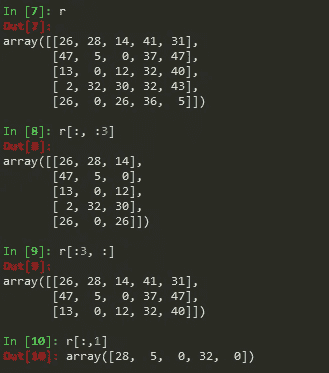 In [7]: r
Out[7]:
array([[26, 28, 14, 41, 31],
       [47,  5,  0, 37, 47],
       [13,  0, 12, 32, 40],
       [ 2, 32, 30, 32, 43],
       [26,  0, 26, 36,  5]])
In [8]: r[:, :3]
Out[8]:
array([[26, 28, 14],
       [47,  5,  0],
       [13,  0, 12],
       [ 2, 32, 30],
       [26,  0, 26]])
In [9]: r[:3, :]
Out[9]:
array([[26, 28, 14, 41, 31],
       [47,  5,  0, 37, 47],
       [13,  0, 12, 32, 40]])
In [10]: r[:,1]
Out[10]: array([28,  5,  0, 32,  0])